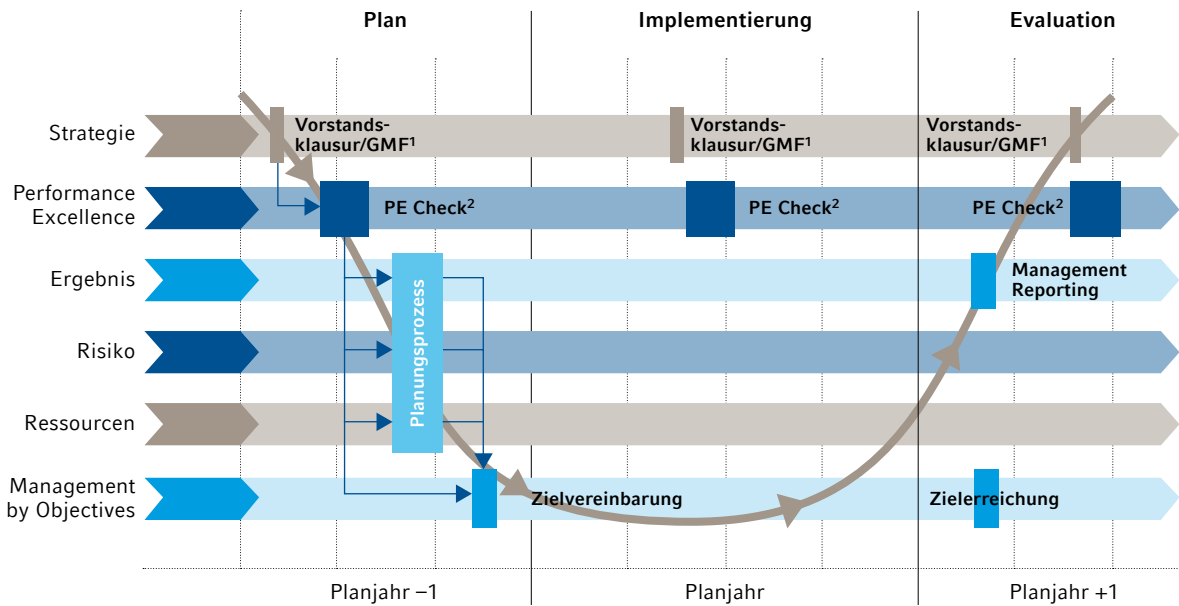 Plan
Implementierung
Evaluation
Strategie
Vorstands-
klausur/GMF¹
Vorstands-
klausur/GMF¹
Vorstands-
klausur/GMF¹
Performance
Excellence
PE Check²
PE Check²
PE Check²
Ergebnis
Management
Reporting
Planungsprozess
Risiko
Ressourcen
Management
by Objectives
Zielvereinbarung
Zielerreichung
Planjahr –1
Planjahr
Planjahr +1